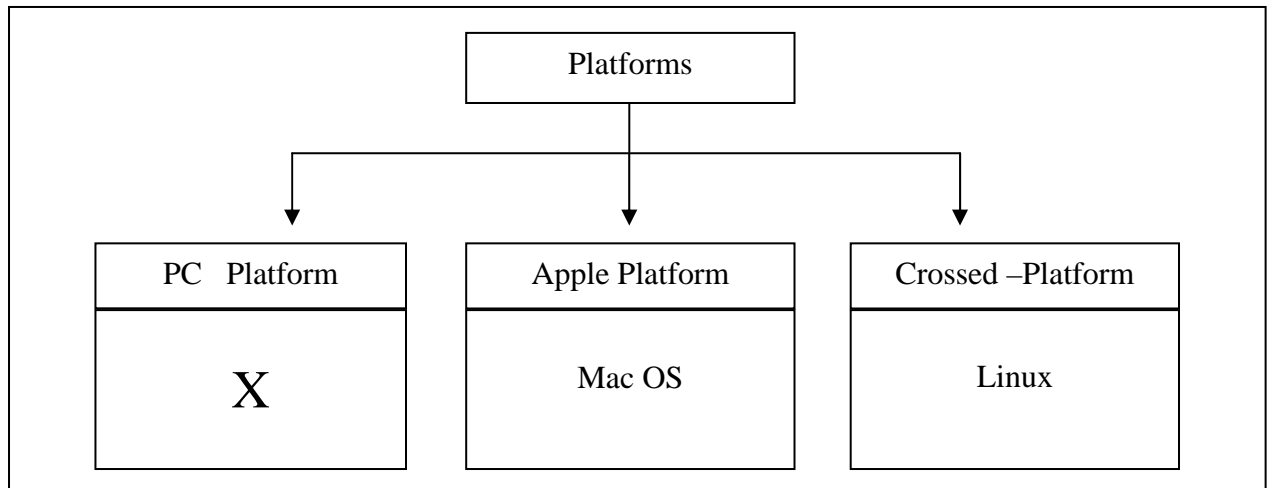 Platforms
PC Platform
Apple Platform
Crossed –Platform
X
Mac OS
Linux